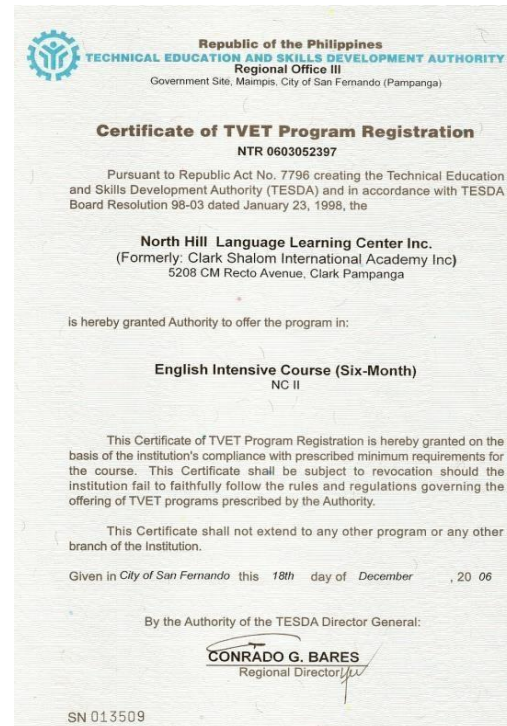 Republic of the Philippines
TECHNICAL EDUCATION AND SKILLS DEVELOPMENT AUTHORITY
Regional Office III
Government Site, Maimpis, City of San Fernando (Pampanga)
Certificate of TVET Program Registration
NTR 0603052397
Pursuant to Republic Act No. 7796 creating the Technical Education
and Skills Development Authority (TESDA) and in accordance with TESDA
Board Resolution 98-03 dated January 23, 1998, the
North Hill Language Learning Center Inc.
(Formerly: Clark Shalom International Academy Inc)
5208 CM Recto Avenue, Clark Pampanga
is hereby granted Authority to offer the program in:
English Intensive Course (Six-Month)
NC II
This Certificate of TVET Program Registration is hereby granted on the
basis of the institution's compliance with prescribed minimum requirements for
the course. This Certificate shall be subject to revocation should the
institution fail to faithfully follow the rules and regulations governing the
offering of TVET programs prescribed by the Authority.
This Certificate shall not extend to any other program or any other
branch of the Institution.
Given in City of San Fernando this 18th day of December , 20 06
By the Authority of the TESDA Director General:
CONRADO G. BARES
Regional Director
SN 013509